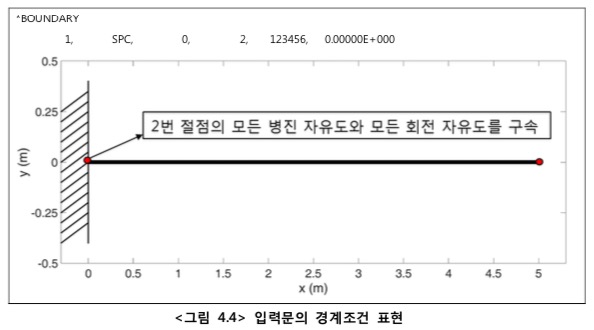 *BOUNDARY
1, SPC, 0, 2, 123456, 0.00000E+000
0.5
0.25
2번 절점의 모든 병진 자유도와 모든 회전 자유도를 구속
y (m)
0
-0.25
-0.5
0 0.5 1 1.5 2 2.5 3 3.5 4 4.5 5
x (m)
<그림 4.4> 입력문의 경계조건 표현